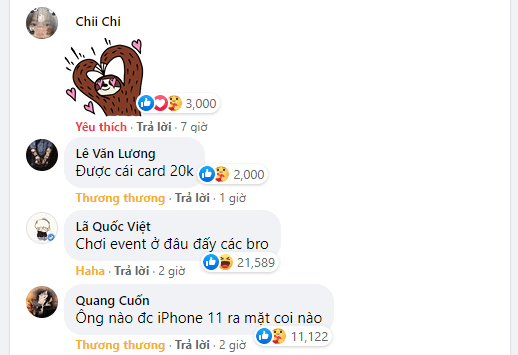 Chii Chi
3,000
Yêu thích · Trả lời · 7 giờ
Lê Văn Lương
Được cái card 20k
2,000
Thương thương · Trả lời · 1 giờ
Lã Quốc Việt
Chơi event ở đâu đấy các bro
21,589
Haha · Trả lời · 2 giờ
Quang Cuốn
Ông nào đc iPhone 11 ra mặt coi nào
11,122
Thương thương · Trả lời · 2 giờ